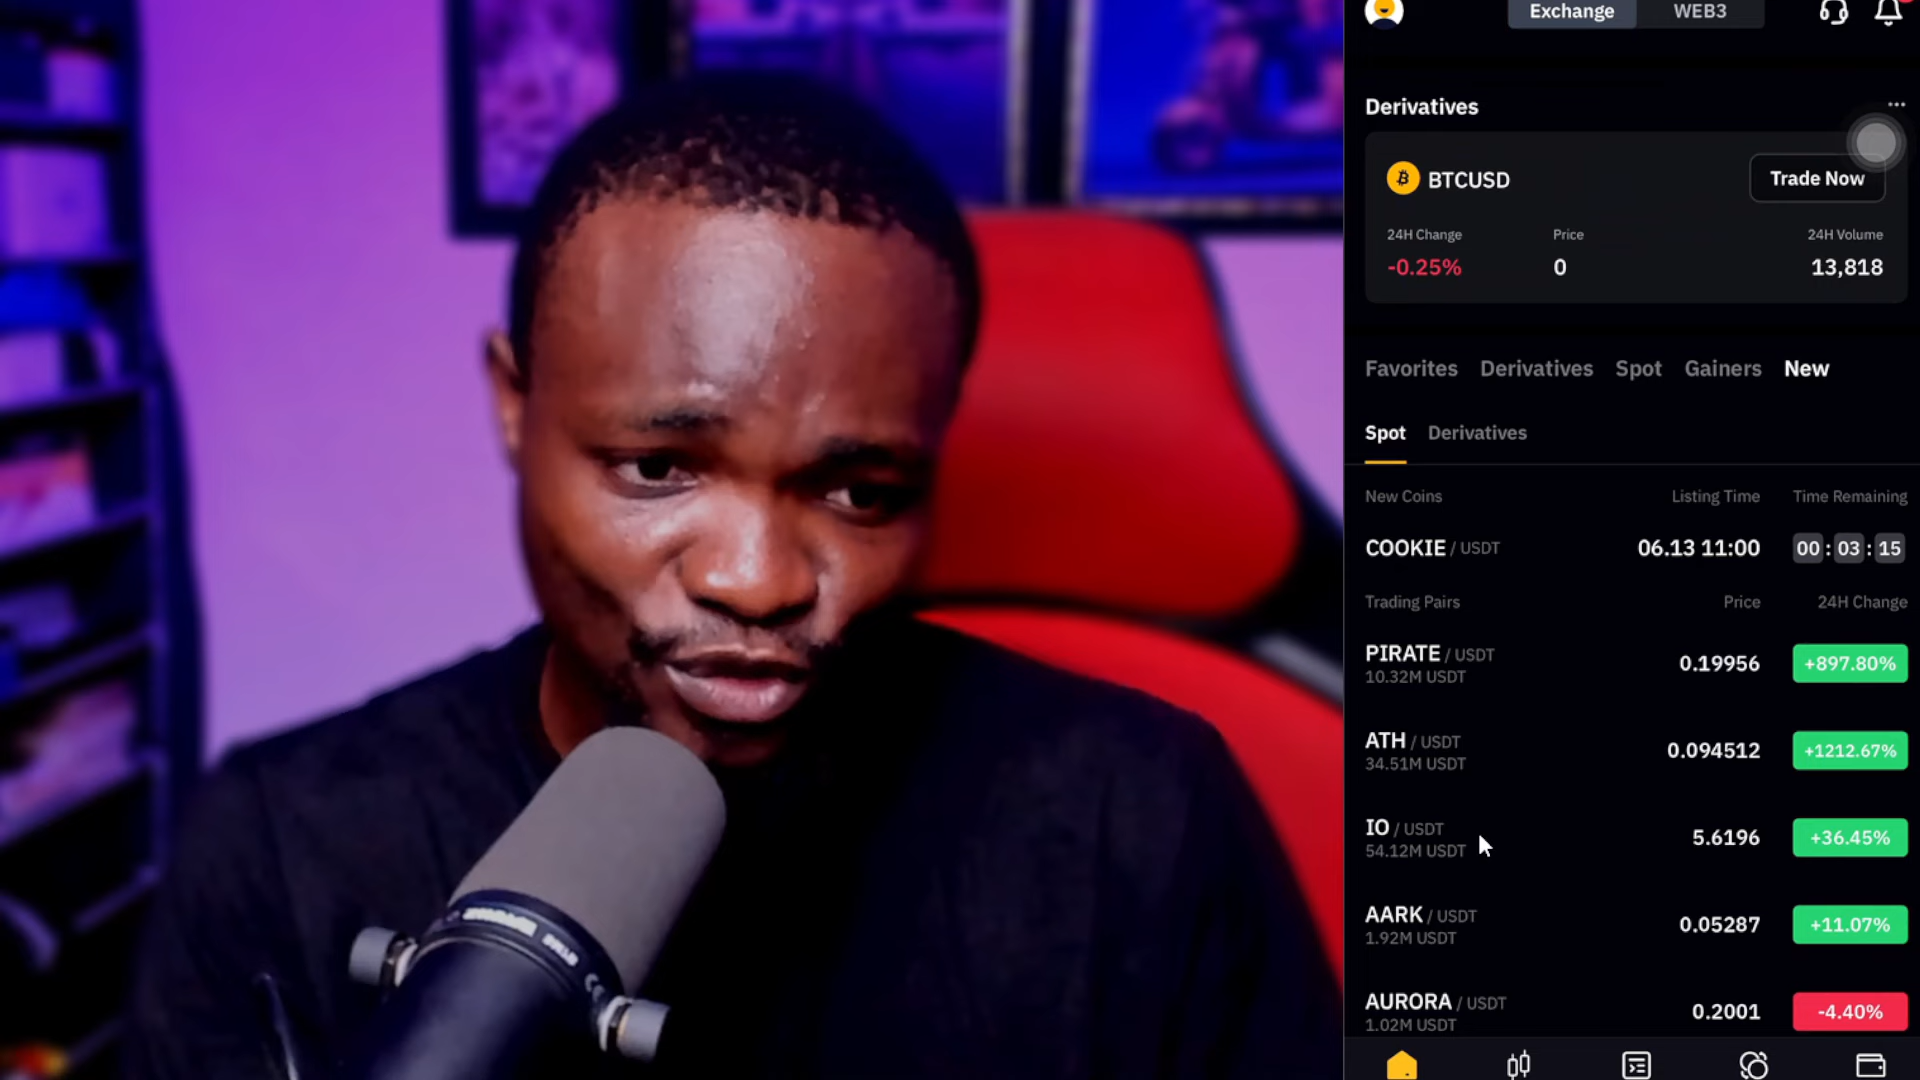 Exchange WEB3
Derivatives
BTCUSD Trade Now
24H Change Price 24H Volume
-0.25% 0 13,818
Favorites Derivatives Spot Gainers New
Spot Derivatives
New Coins Listing Time Time Remaining
COOKIE / USDT 06.13 11:00 00 : 03 : 15
Trading Pairs Price 24H Change
PIRATE / USDT 0.19956 +897.80%
10.32M USDT
ATH / USDT 0.094512 +1212.67%
34.51M USDT
IO / USDT 5.6196 +36.45%
54.12M USDT
AARK / USDT 0.05287 +11.07%
1.92M USDT
AURORA / USDT 0.2001 -4.40%
1.02M USDT